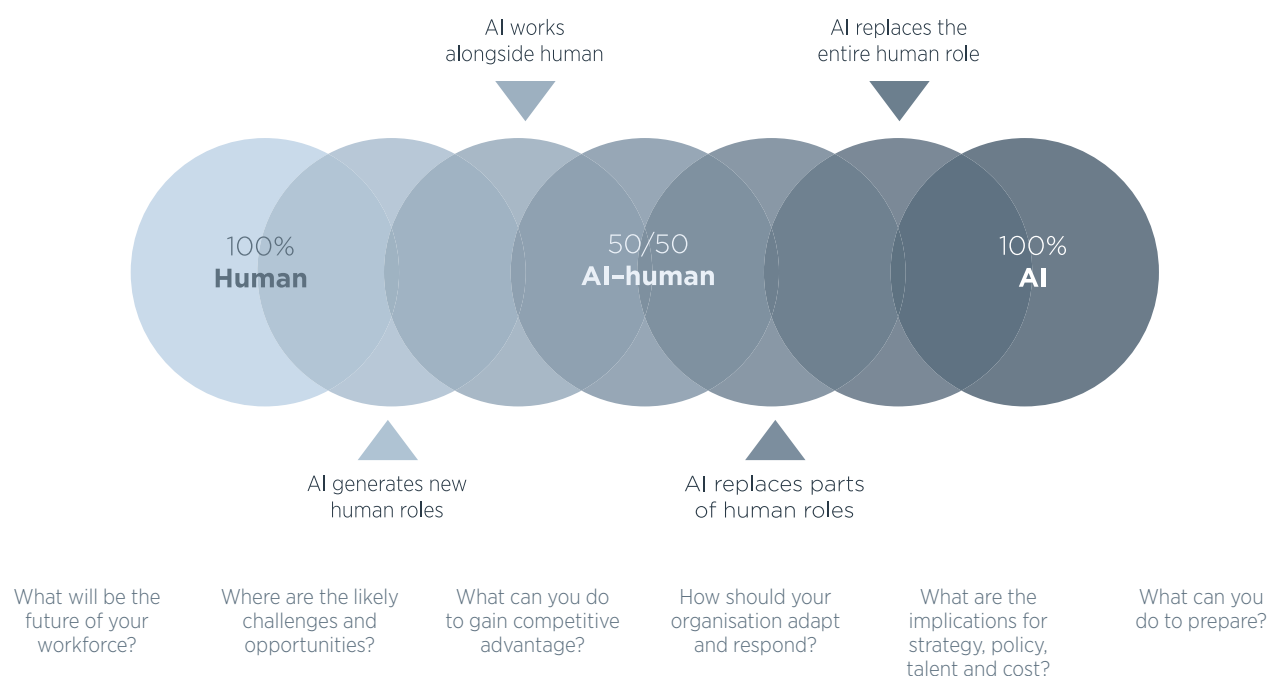 AI works
alongside human
AI replaces the
entire human role
100%
Human
50/50
AI–human
100%
AI
AI generates new
human roles
AI replaces parts
of human roles
What will be the
future of your
workforce?
Where are the likely
challenges and
opportunities?
What can you do
to gain competitive
advantage?
How should your
organisation adapt
and respond?
What are the
implications for
strategy, policy,
talent and cost?
What can you
do to prepare?